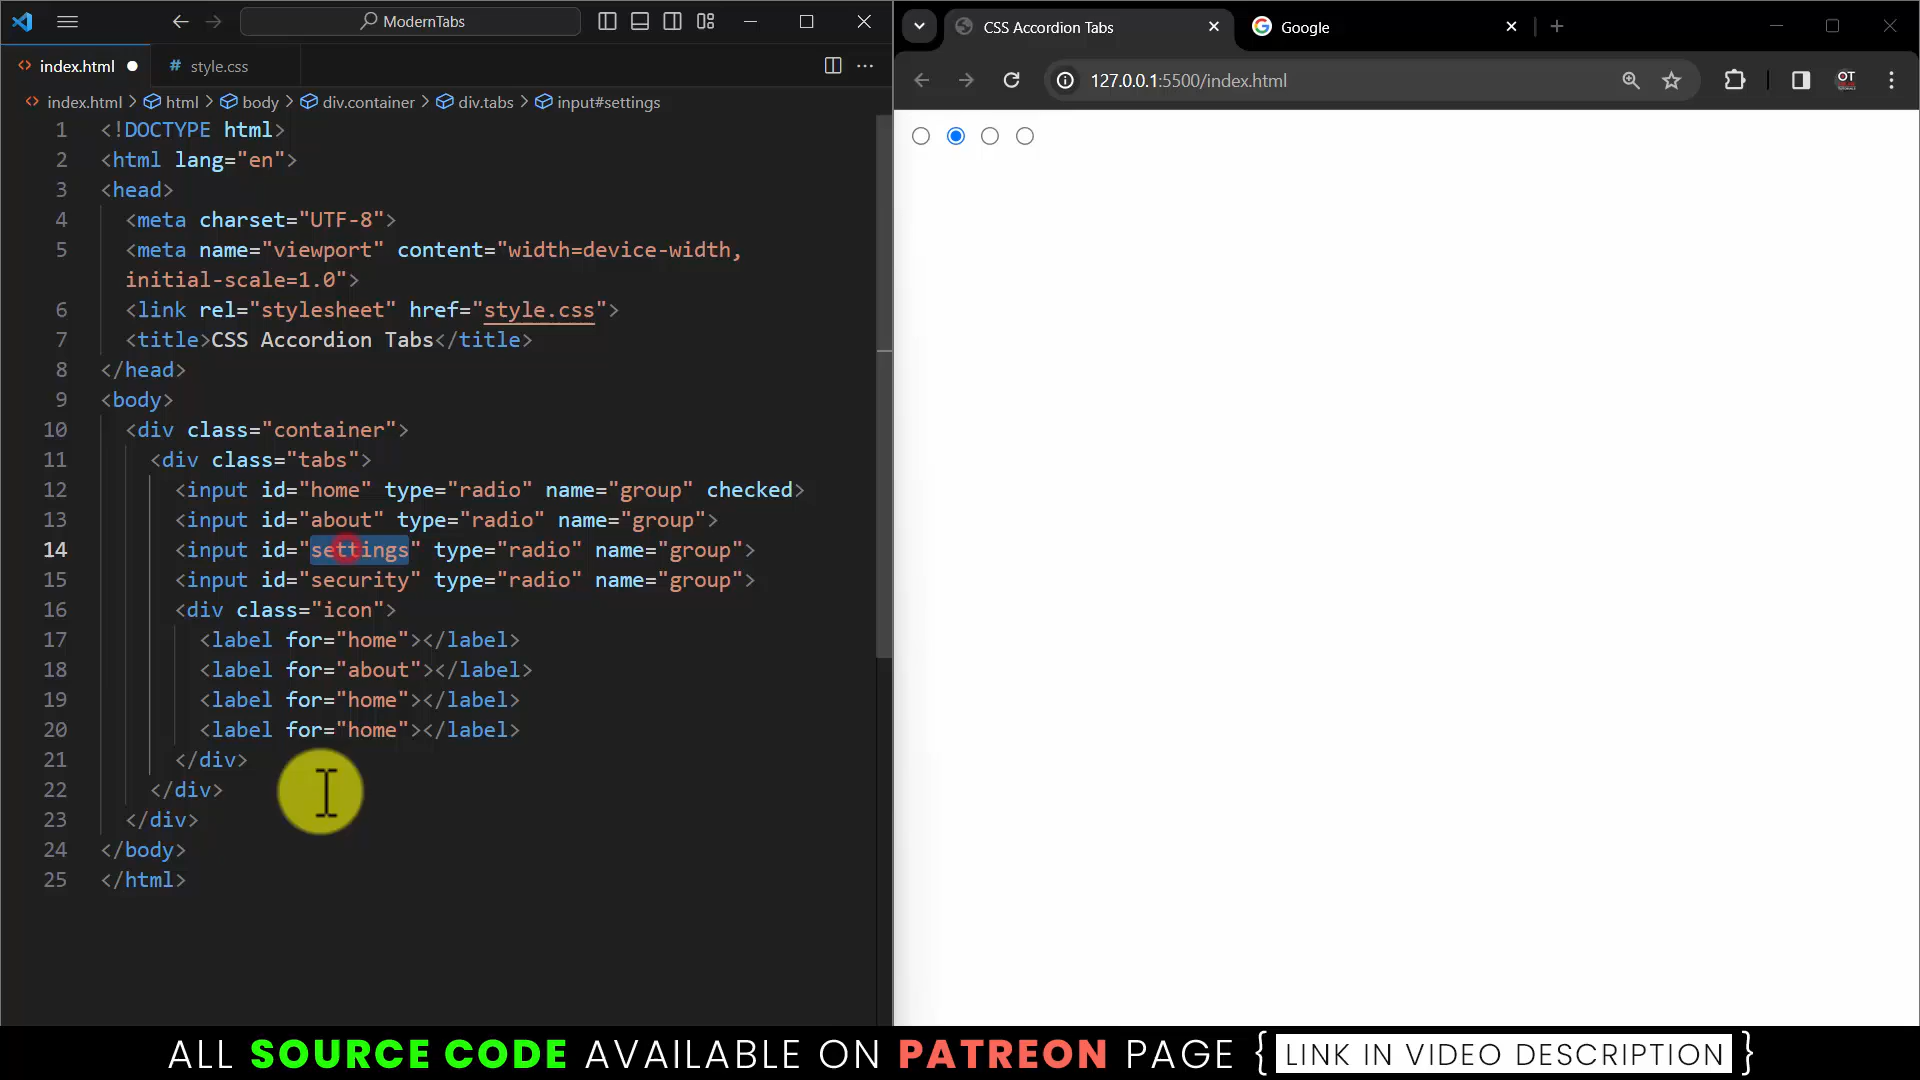 ModernTabs
index.html
# style.css
index.html > html > body > div.container > div.tabs > input#settings
1 <!DOCTYPE html>
2 <html lang="en">
3 <head>
4 <meta charset="UTF-8">
5 <meta name="viewport" content="width=device-width,
initial-scale=1.0">
6 <link rel="stylesheet" href="style.css">
7 <title>CSS Accordion Tabs</title>
8 </head>
9 <body>
10 <div class="container">
11 <div class="tabs">
12 <input id="home" type="radio" name="group" checked>
13 <input id="about" type="radio" name="group">
14 <input id="settings" type="radio" name="group">
15 <input id="security" type="radio" name="group">
16 <div class="icon">
17 <label for="home"></label>
18 <label for="about"></label>
19 <label for="home"></label>
20 <label for="home"></label>
21 </div>
22 </div>
23 </div>
24 </body>
25 </html>
CSS Accordion Tabs
Google
127.0.0.1:5500/index.html
OT
ALL SOURCE CODE AVAILABLE ON PATREON PAGE { LINK IN VIDEO DESCRIPTION }